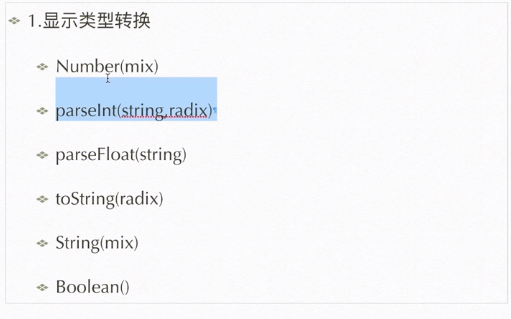 1.显示类型转换
Number(mix)
parseInt(string,radix)
parseFloat(string)
toString(radix)
String(mix)
Boolean()